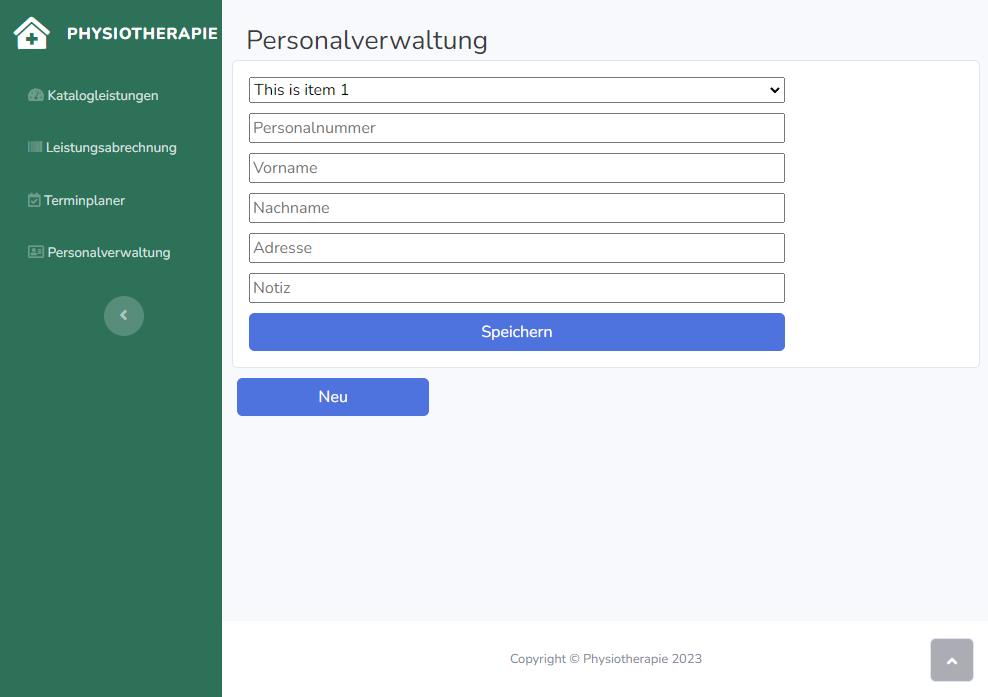 PHYSIOTHERAPIE
Katalogleistungen
Leistungsabrechnung
Terminplaner
Personalverwaltung
Personalverwaltung
This is item 1
Personalnummer
Vorname
Nachname
Adresse
Notiz
Speichern
Neu
Copyright © Physiotherapie 2023